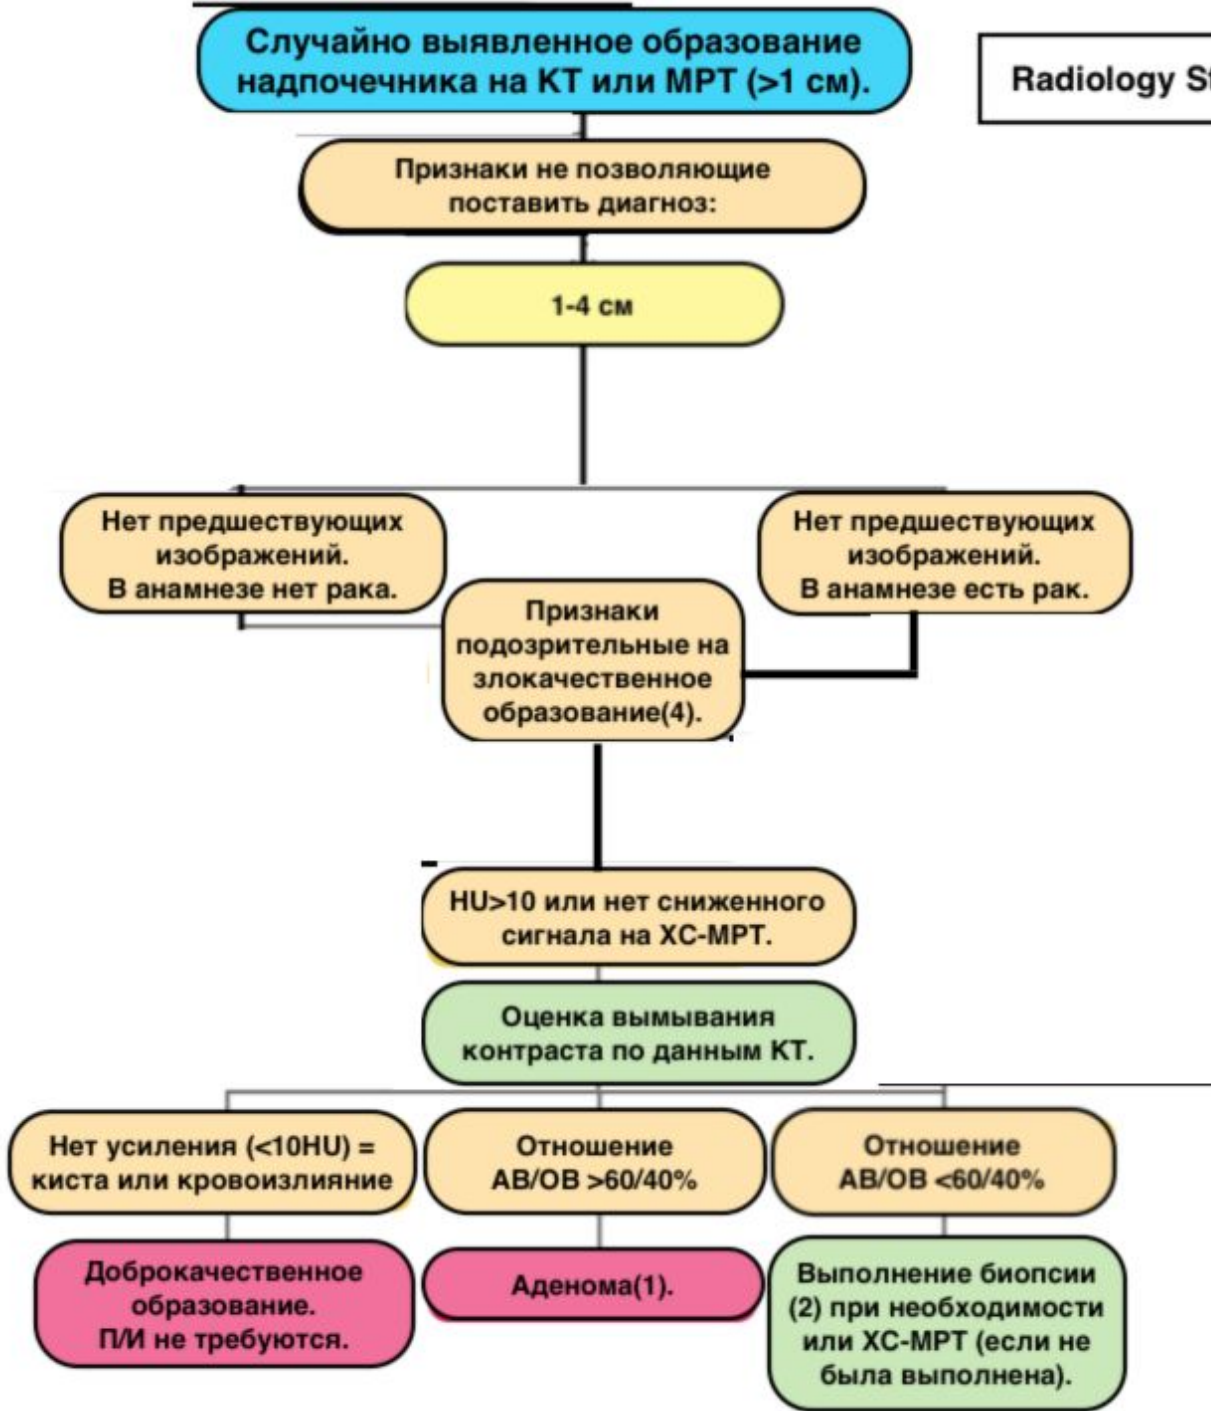 Случайно выявленное образование
надпочечника на КТ или МРТ (>1 см).
Radiology
Признаки не позволяющие
поставить диагноз:
1-4 см
Нет предшествующих
изображений.
В анамнезе нет рака.
Нет предшествующих
изображений.
В анамнезе есть рак.
Признаки
подозрительные на
злокачественное
образование(4).
HU>10 или нет сниженного
сигнала на ХС-МРТ.
Оценка вымывания
контраста по данным КТ.
Нет усиления (<10HU) =
киста или кровоизлияние
Отношение
АВ/ОВ >60/40%
Отношение
АВ/ОВ <60/40%
Доброкачественное
образование.
П/И не требуются.
Аденома(1).
Выполнение биопсии
(2) при необходимости
или ХС-МРТ (если не
была выполнена).